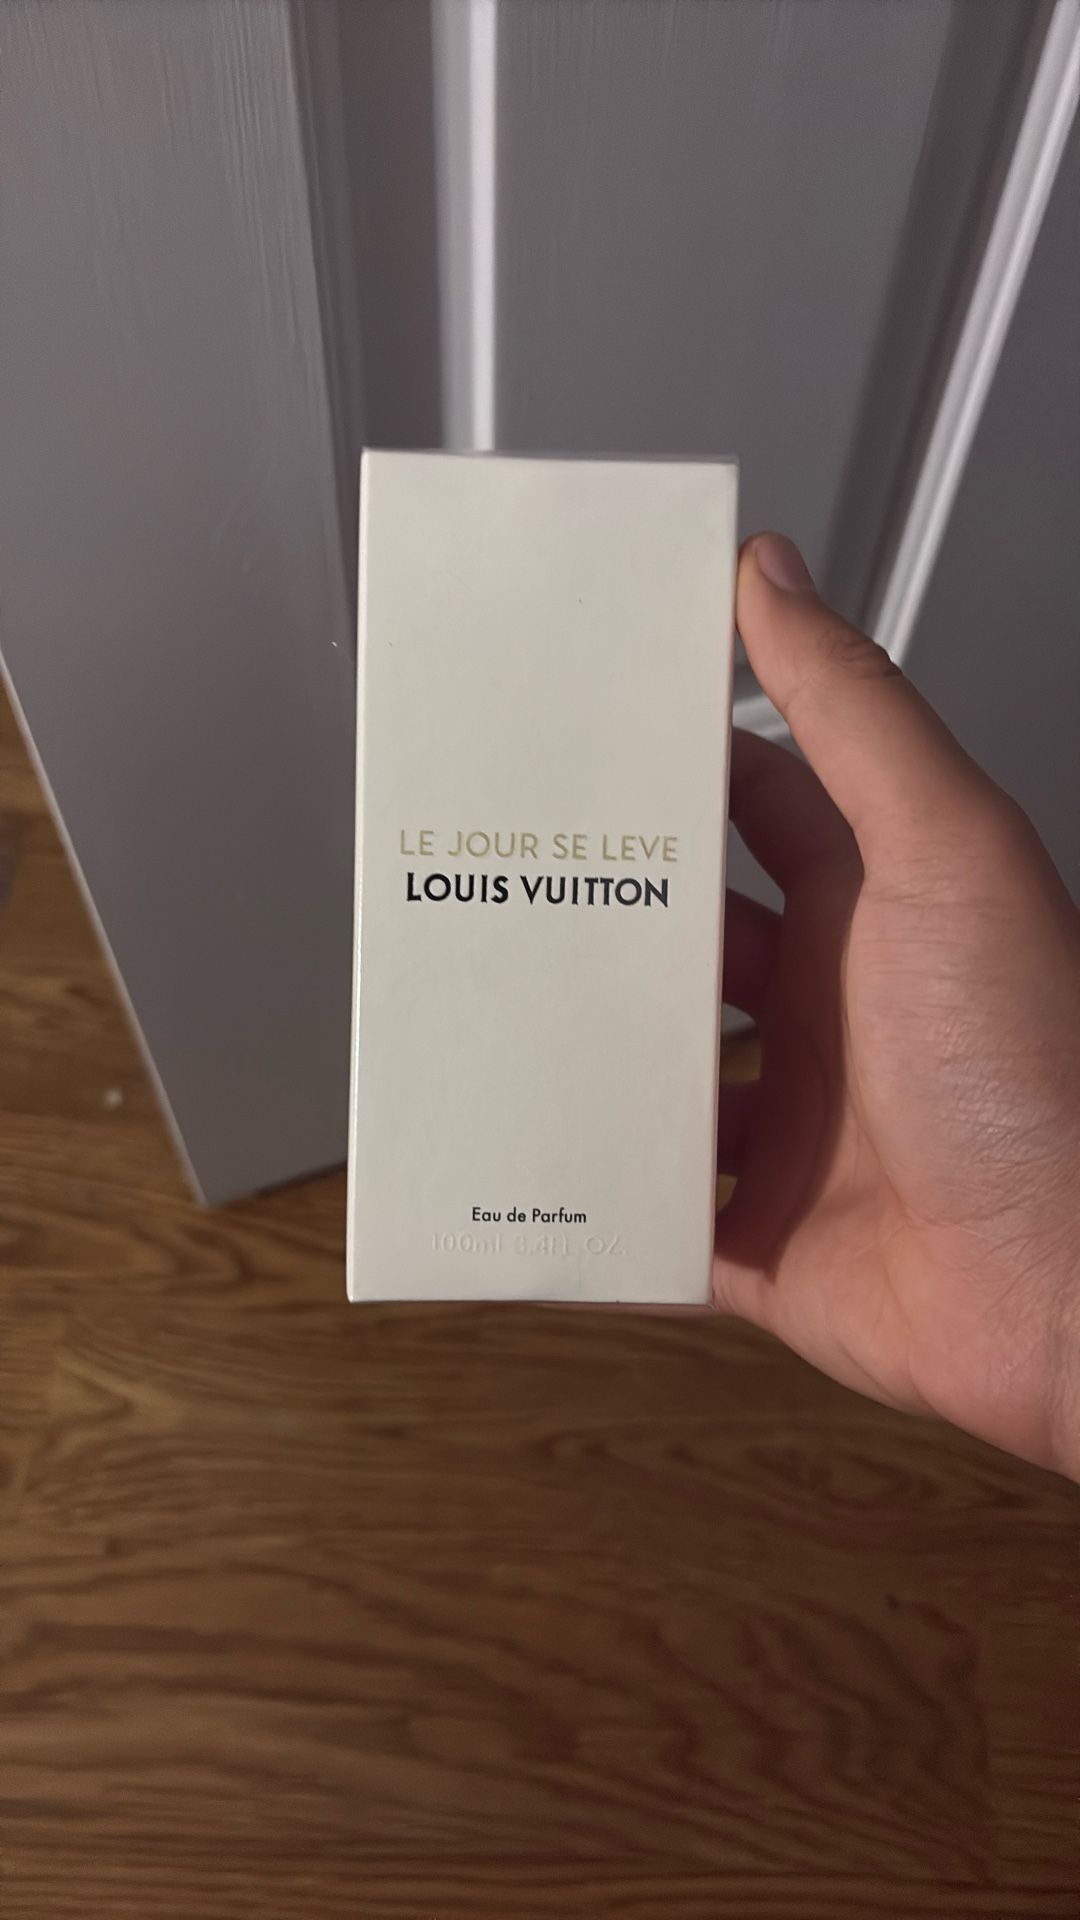 LE JOUR SE LEVE
LOUIS VUITTON
Eau de Parfum
100ml 3.4Fl. OZ.